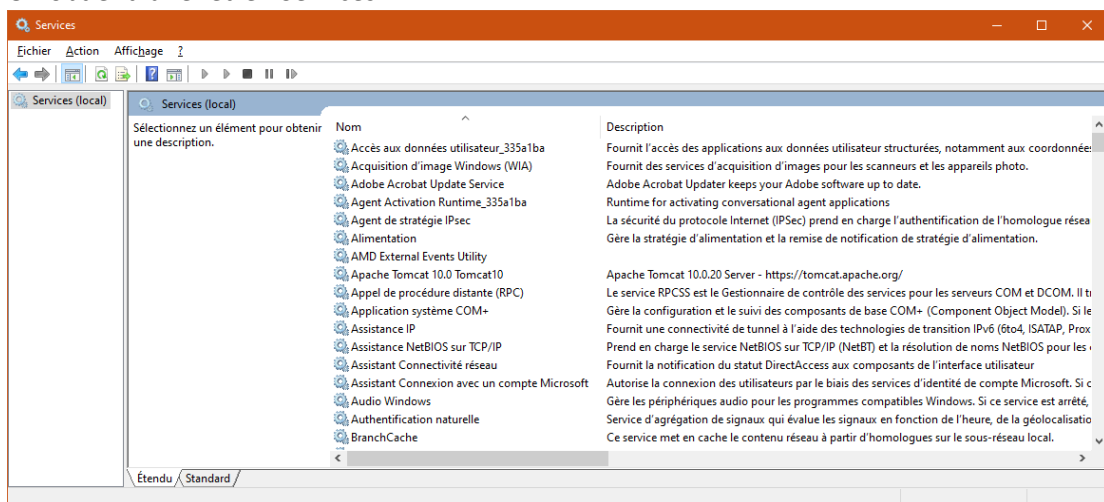 Services
Fichier Action Affichage ?
Services (local)
Services (local)
Sélectionnez un élément pour obtenir
une description.
Nom Description
Accès aux données utilisateur_335a1ba Fournit l'accès des applications aux données utilisateur structurées, notamment aux coordonnée
Acquisition d'image Windows (WIA) Fournit des services d'acquisition d'images pour les scanneurs et les appareils photo.
Adobe Acrobat Update Service Adobe Acrobat Updater keeps your Adobe software up to date.
Agent Activation Runtime_335a1ba Runtime for activating conversational agent applications
Agent de stratégie IPsec La sécurité du protocole Internet (IPSec) prend en charge l'authentification de l'homologue résea
Alimentation Gère la stratégie d'alimentation et la remise de notification de stratégie d'alimentation.
AMD External Events Utility
Apache Tomcat 10.0 Tomcat10 Apache Tomcat 10.0.20 Server - https://tomcat.apache.org/
Appel de procédure distante (RPC) Le service RPCSS est le Gestionnaire de contrôle des services pour les serveurs COM et DCOM. Il
Application système COM+ Gère la configuration et le suivi des composants de base COM+ (Component Object Model). Si le
Assistance IP Fournit une connectivité de tunnel à l'aide des technologies de transition IPv6 (6to4, ISATAP, Prox
Assistance NetBIOS sur TCP/IP Prend en charge le service NetBIOS sur TCP/IP (NetBT) et la résolution de noms NetBIOS pour les
Assistant Connectivité réseau Fournit la notification du statut DirectAccess aux composants de l'interface utilisateur
Assistant Connexion avec un compte Microsoft Autorise la connexion des utilisateurs par le biais des services d'identité de compte Microsoft. Si
Audio Windows Gère les périphériques audio pour les programmes compatibles Windows. Si ce service est arrêté,
Authentification naturelle Service d'agrégation de signaux qui évalue les signaux en fonction de l'heure, de la géolocalisatio
BranchCache Ce service met en cache le contenu réseau à partir d'homologues sur le sous-réseau local.
Étendu Standard